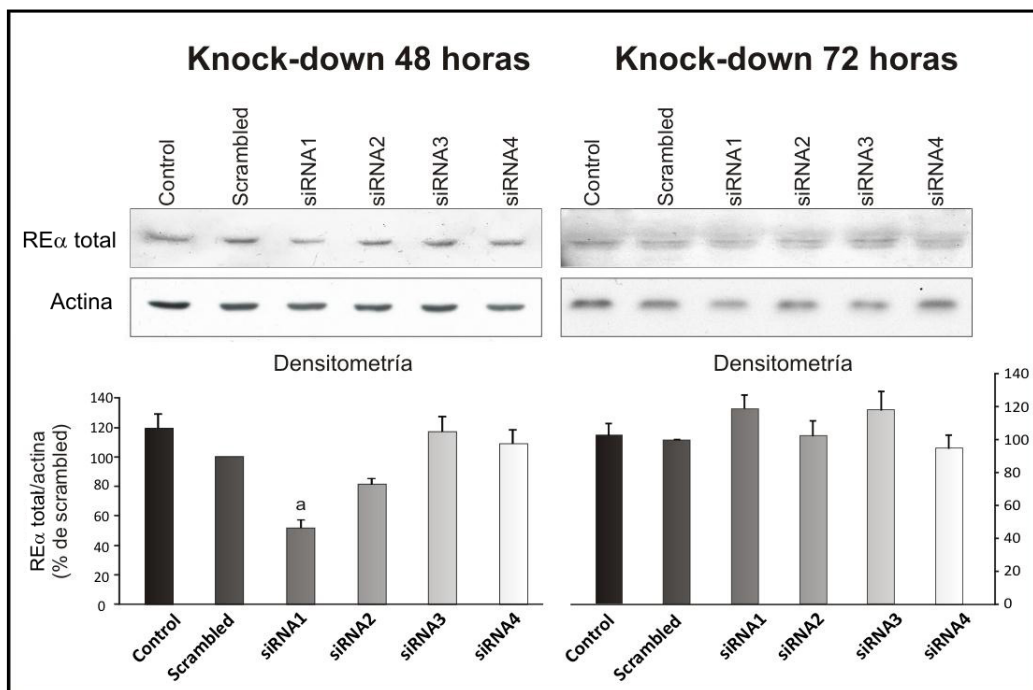 Knock-down 48 horas
Knock-down 72 horas
Control
Scrambled
siRNA1
siRNA2
siRNA3
siRNA4
Control
Scrambled
siRNA1
siRNA2
siRNA3
siRNA4
REα total
Actina
Densitometría
Densitometría
REα total/actina
(% de scrambled)
140
120
100
80
60
40
20
0
a
Control
Scrambled
siRNA1
siRNA2
siRNA3
siRNA4
140
120
100
80
60
40
20
0
Control
Scrambled
siRNA1
siRNA2
siRNA3
siRNA4